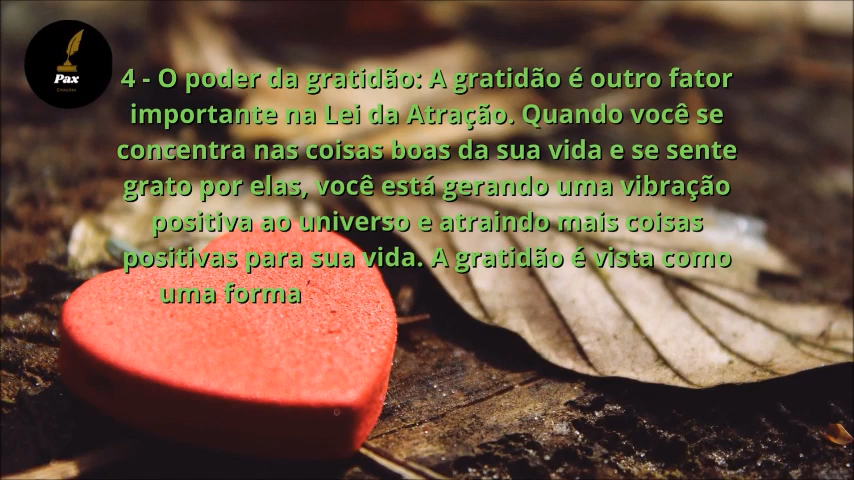 Pax
4 - O poder da gratidão: A gratidão é outro fator
importante na Lei da Atração. Quando você se
concentra nas coisas boas da sua vida e se sente
grato por elas, você está gerando uma vibração
positiva ao universo e atraindo mais coisas
positivas para sua vida. A gratidão é vista como
uma forma